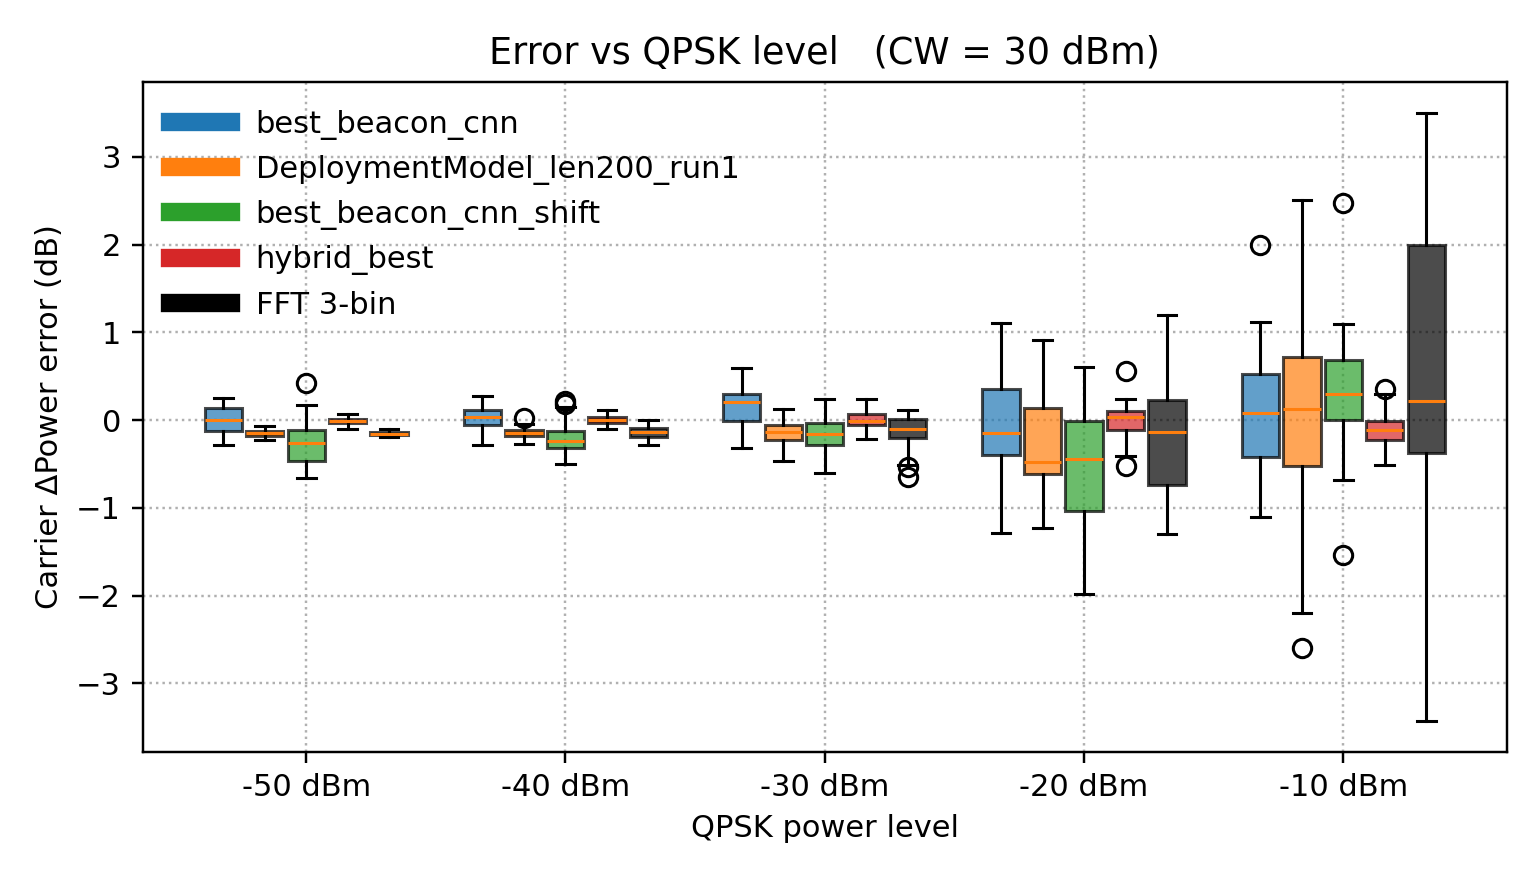 Error vs QPSK level (CW = 30 dBm)
best_beacon_cnn
DeploymentModel_len200_run1
best_beacon_cnn_shift
hybrid_best
FFT 3-bin
Carrier ΔPower error (dB)
3
2
1
0
−1
−2
−3
-50 dBm
-40 dBm
-30 dBm
-20 dBm
-10 dBm
QPSK power level